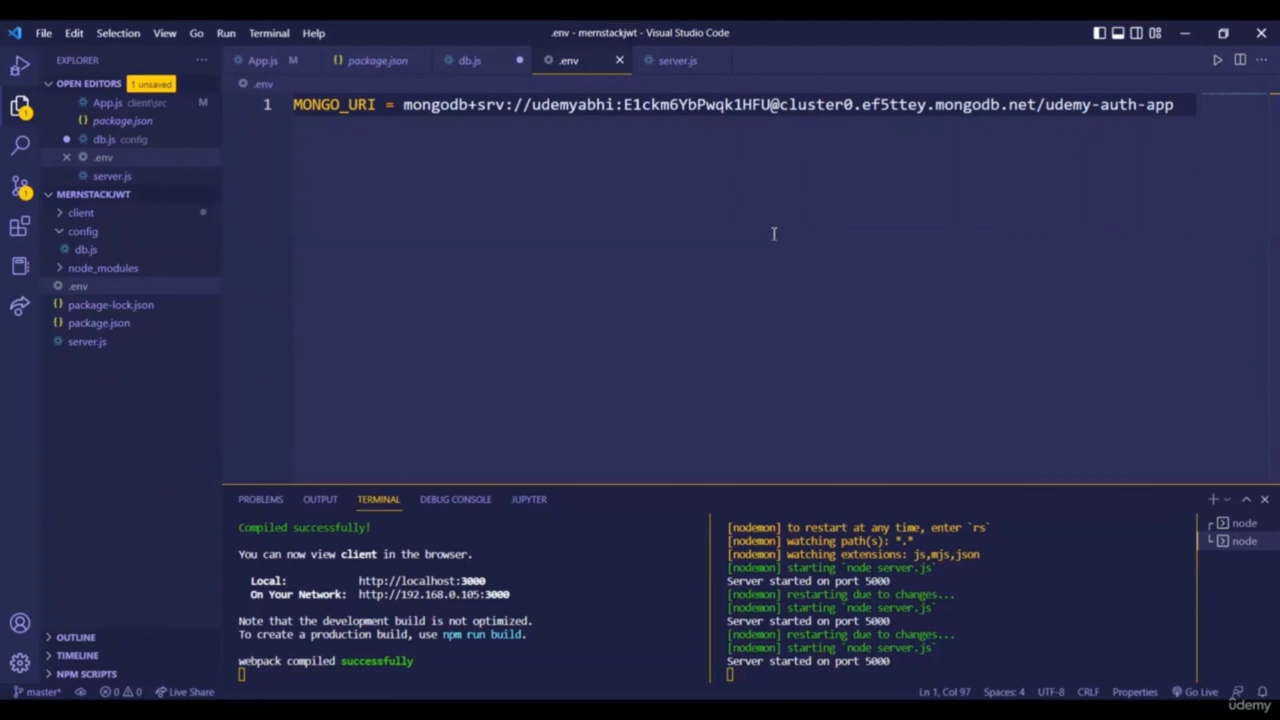 File Edit Selection View Go Run Terminal Help
.env - mernstackjwt - Visual Studio Code
EXPLORER
OPEN EDITORS 1 unsaved
App.js client\src M
package.json
db.js config
.env
server.js
MERNSTACKJWT
client
config
db.js
node_modules
.env
package-lock.json
package.json
server.js
OUTLINE
TIMELINE
NPM SCRIPTS
App.js M package.json db.js .env server.js
.env
1 MONGO_URI = mongodb+srv://udemyabhi:E1ckm6YbPwqk1HFU@cluster0.ef5ttey.mongodb.net/udemy-auth-app
PROBLEMS OUTPUT TERMINAL DEBUG CONSOLE JUPYTER
Compiled successfully!
You can now view client in the browser.
Local: http://localhost:3000
On Your Network: http://192.168.0.105:3000
Note that the development build is not optimized.
To create a production build, use npm run build.
webpack compiled successfully
[nodemon] to restart at any time, enter `rs`
[nodemon] watching path(s): *.*
[nodemon] watching extensions: js,mjs,json
[nodemon] starting `node server.js`
Server started on port 5000
[nodemon] restarting due to changes...
[nodemon] starting `node server.js`
Server started on port 5000
[nodemon] restarting due to changes...
[nodemon] starting `node server.js`
Server started on port 5000
node
node
master* 0 0 Live Share
Ln 1, Col 97 Spaces: 4 UTF-8 CRLF Properties Go Live
udemy